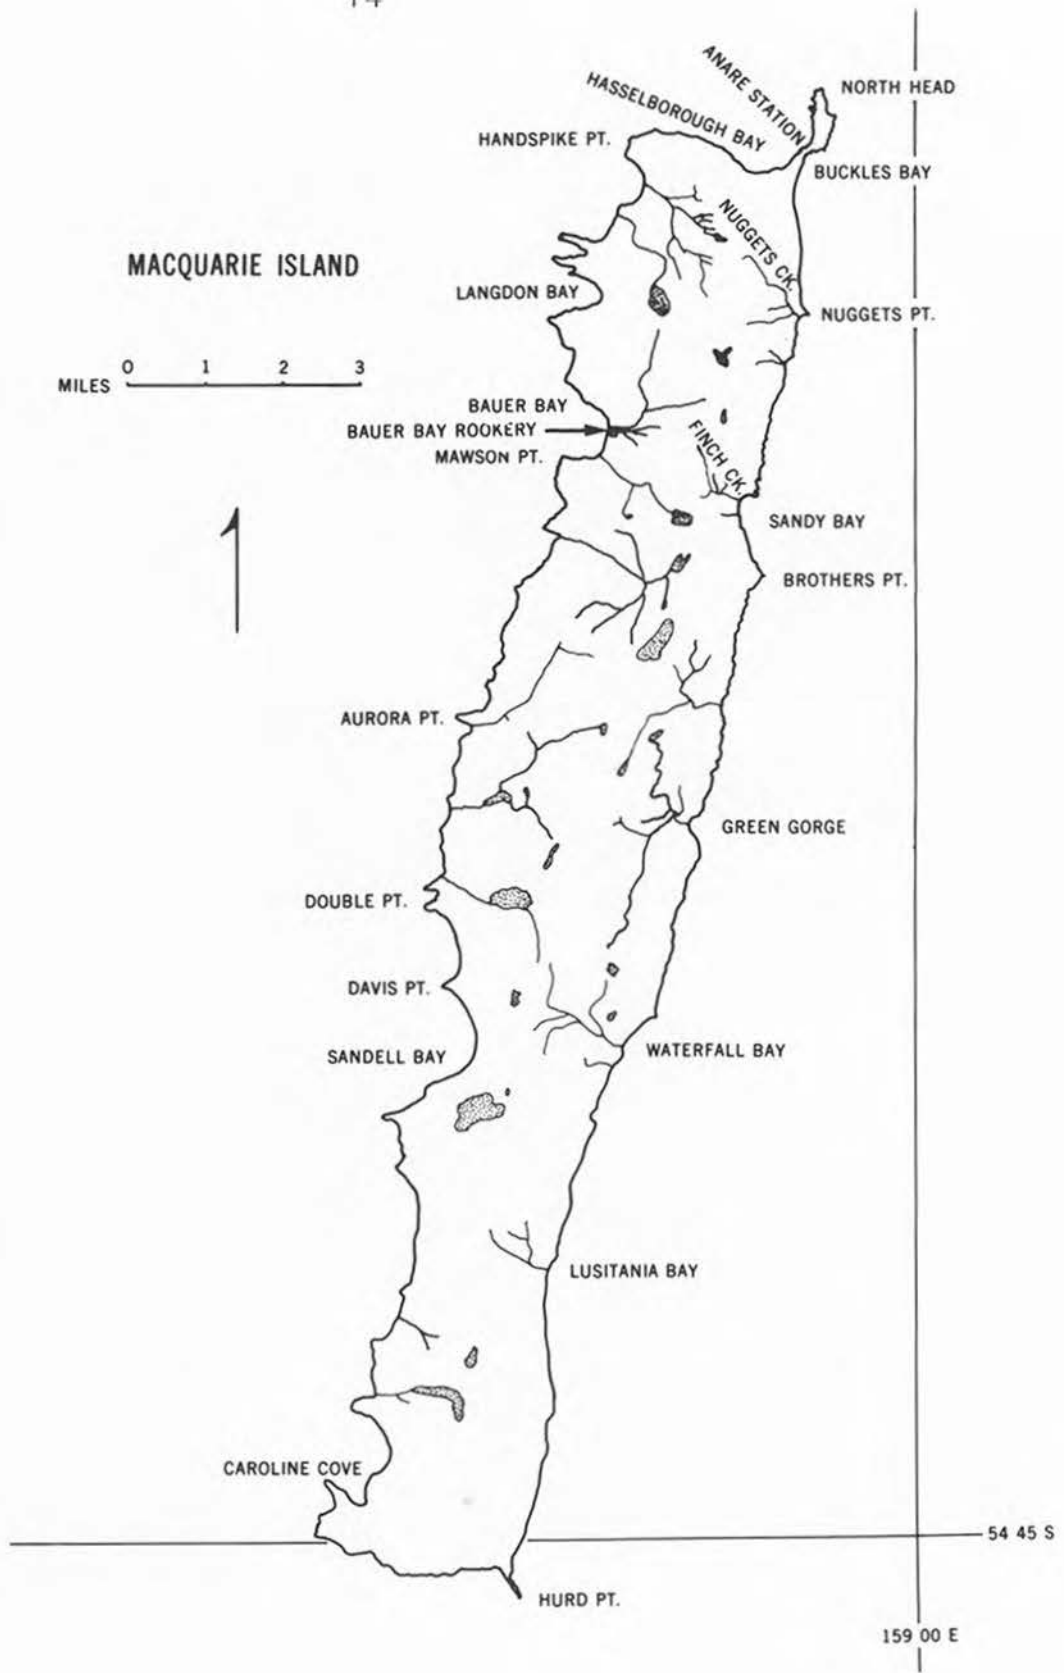 ANARE STATION
NORTH HEAD
HASSELBOROUGH BAY
HANDSPIKE PT.
BUCKLES BAY
NUGGETS CK.
MACQUARIE ISLAND
LANGDON BAY
NUGGETS PT.
0 1 2 3
MILES
BAUER BAY
BAUER BAY ROOKERY
FINCH CK.
MAWSON PT.
SANDY BAY
BROTHERS PT.
AURORA PT.
GREEN GORGE
DOUBLE PT.
DAVIS PT.
SANDELL BAY
WATERFALL BAY
LUSITANIA BAY
CAROLINE COVE
54 45 S
HURD PT.
159 00 E